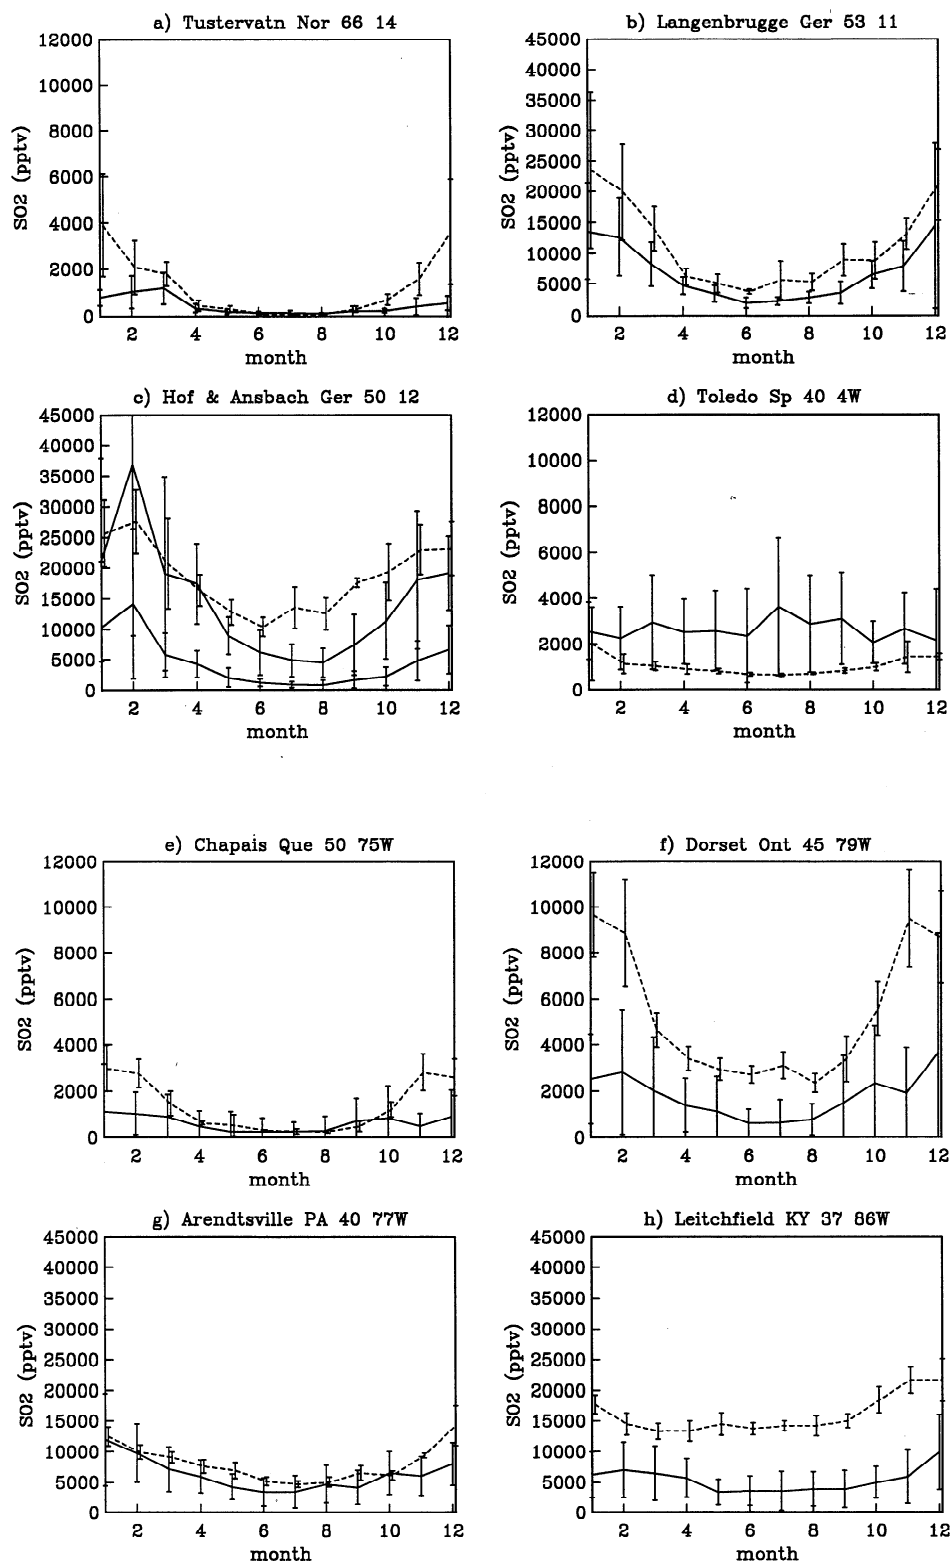 a) Tustervatn Nor 66 14
12000
10000
8000
6000
4000
2000
0
SO2 (pptv)
2 4 6 8 10 12
month
b) Langenbrugge Ger 53 11
45000
40000
35000
30000
25000
20000
15000
10000
5000
0
SO2 (pptv)
2 4 6 8 10 12
month
c) Hof & Ansbach Ger 50 12
45000
40000
35000
30000
25000
20000
15000
10000
5000
0
SO2 (pptv)
2 4 6 8 10 12
month
d) Toledo Sp 40 4W
12000
10000
8000
6000
4000
2000
0
SO2 (pptv)
2 4 6 8 10 12
month
e) Chapais Que 50 75W
12000
10000
8000
6000
4000
2000
0
SO2 (pptv)
2 4 6 8 10 12
month
f) Dorset Ont 45 79W
12000
10000
8000
6000
4000
2000
0
SO2 (pptv)
2 4 6 8 10 12
month
g) Arendtsville PA 40 77W
45000
40000
35000
30000
25000
20000
15000
10000
5000
0
SO2 (pptv)
2 4 6 8 10 12
month
h) Leitchfield KY 37 86W
45000
40000
35000
30000
25000
20000
15000
10000
5000
0
SO2 (pptv)
2 4 6 8 10 12
month